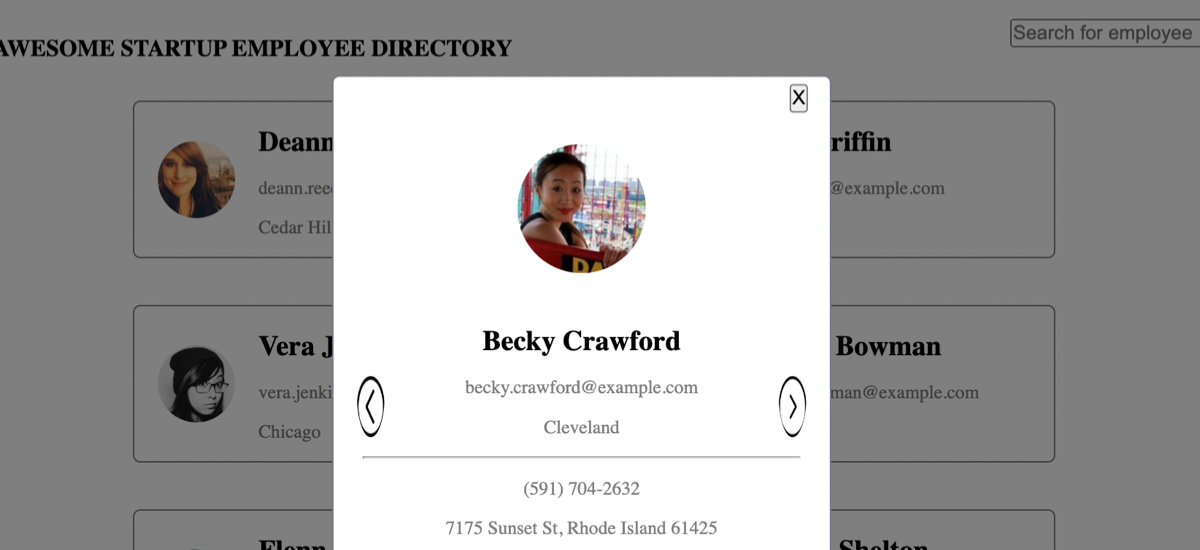 AWESOME STARTUP EMPLOYEE DIRECTORY
Search for employee
X
Deann
riffin
deann.ree
@example.com
Cedar Hil
Becky Crawford
Vera J
Bowman
becky.crawford@example.com
vera.jenki
man@example.com
Cleveland
Chicago
(591) 704-2632
7175 Sunset St, Rhode Island 61425
Shelton